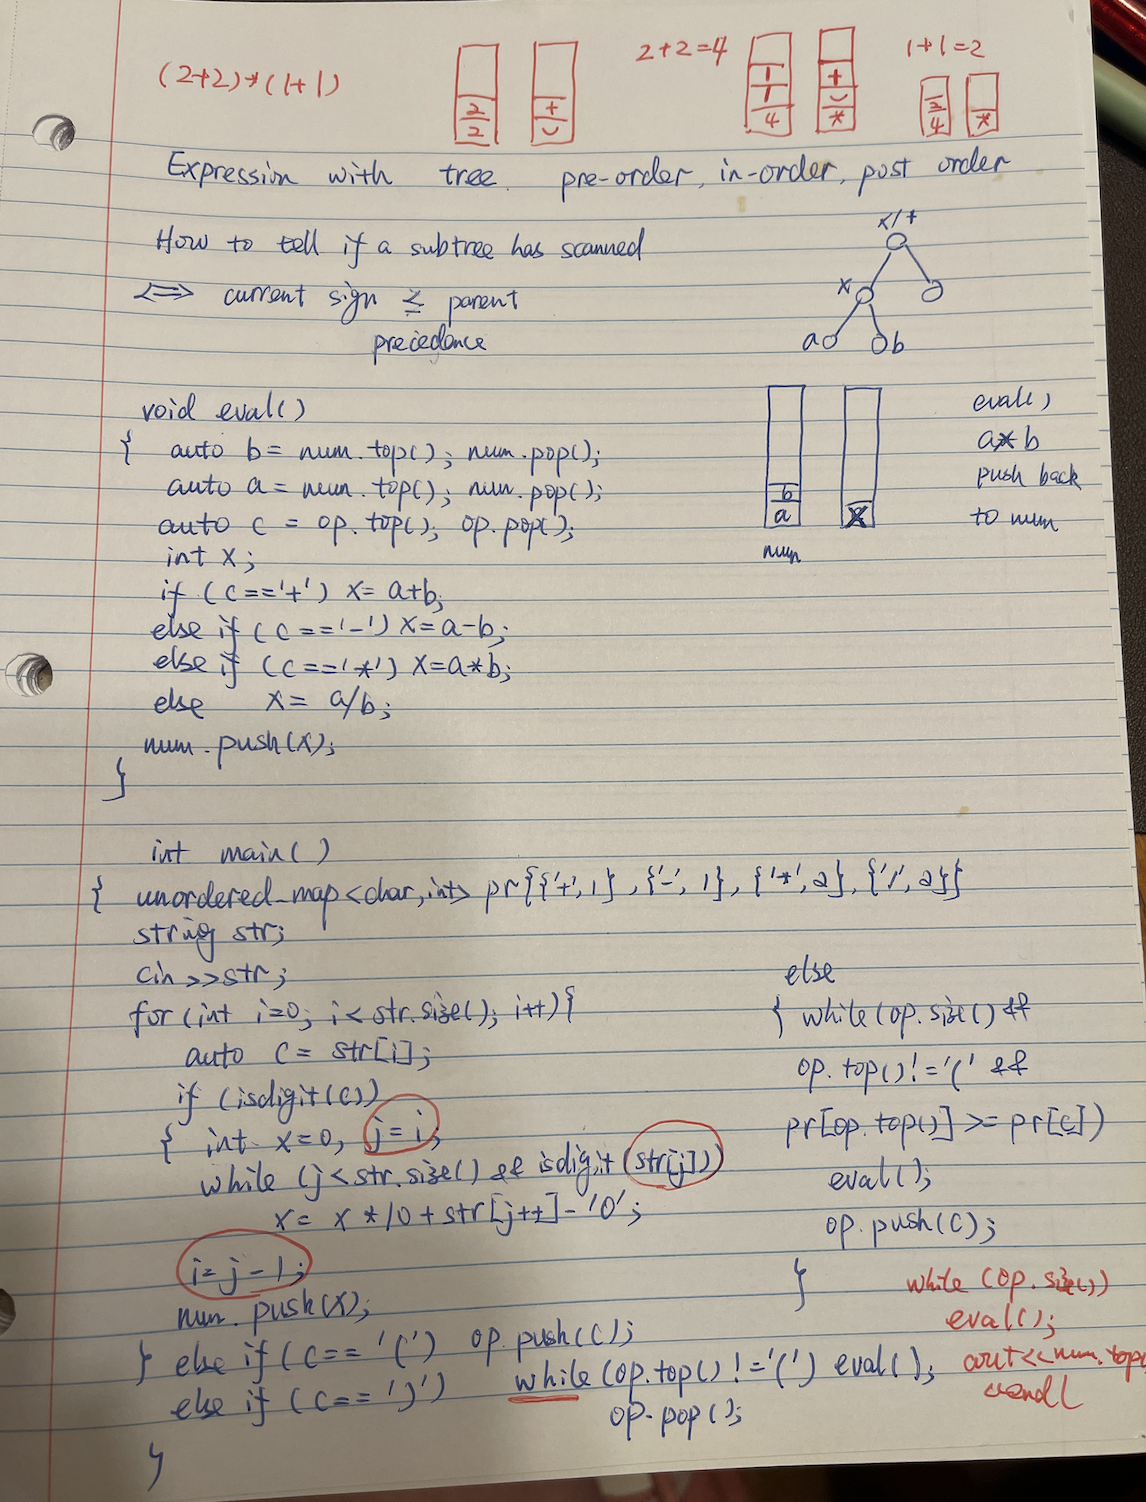 (2+2)*(1+1)
2
2
+
(
2+2=4
1
1
4
+
(
*
1+1=2
2
4
*
Expression with tree. pre-order, in-order, post order
How to tell if a subtree has scanned
⟺ current sign ≤ parent
precedance
x/+
x
a
b
void eval()
{ auto b= num.top(); num.pop();
auto a= num.top(); num.pop();
auto c = op.top(); op.pop();
int x;
if (c=='+') x= a+b;
else if (c=='-') x=a-b;
else if (c=='*') x=a*b;
else x= a/b;
num.push(x);
}
b
a
x
num
eval()
a*b
push back
to num
int main()
{ unordered_map<char,int> pr{{'+',1}, {'-',1}, {'*',2}, {'/',2}}
string str;
cin>>str;
for(int i=0; i<str.size(); i++){
auto c= str[i];
if (isdigit(c))
{ int x=0, j=i;
while (j<str.size() && isdigit(str[j]))
x= x*10+str[j++]-'0';
i=j-1;
num.push(x);
} else if (c=='(') op.push(c);
else if (c==')') while(op.top()!='(') eval();
op.pop();
}
else
{ while(op.size() &&
op.top()!='(' &&
pr[op.top()] >= pr[c])
eval();
op.push(c);
}
while (op.size())
eval();
cout<<num.top(
<<endl